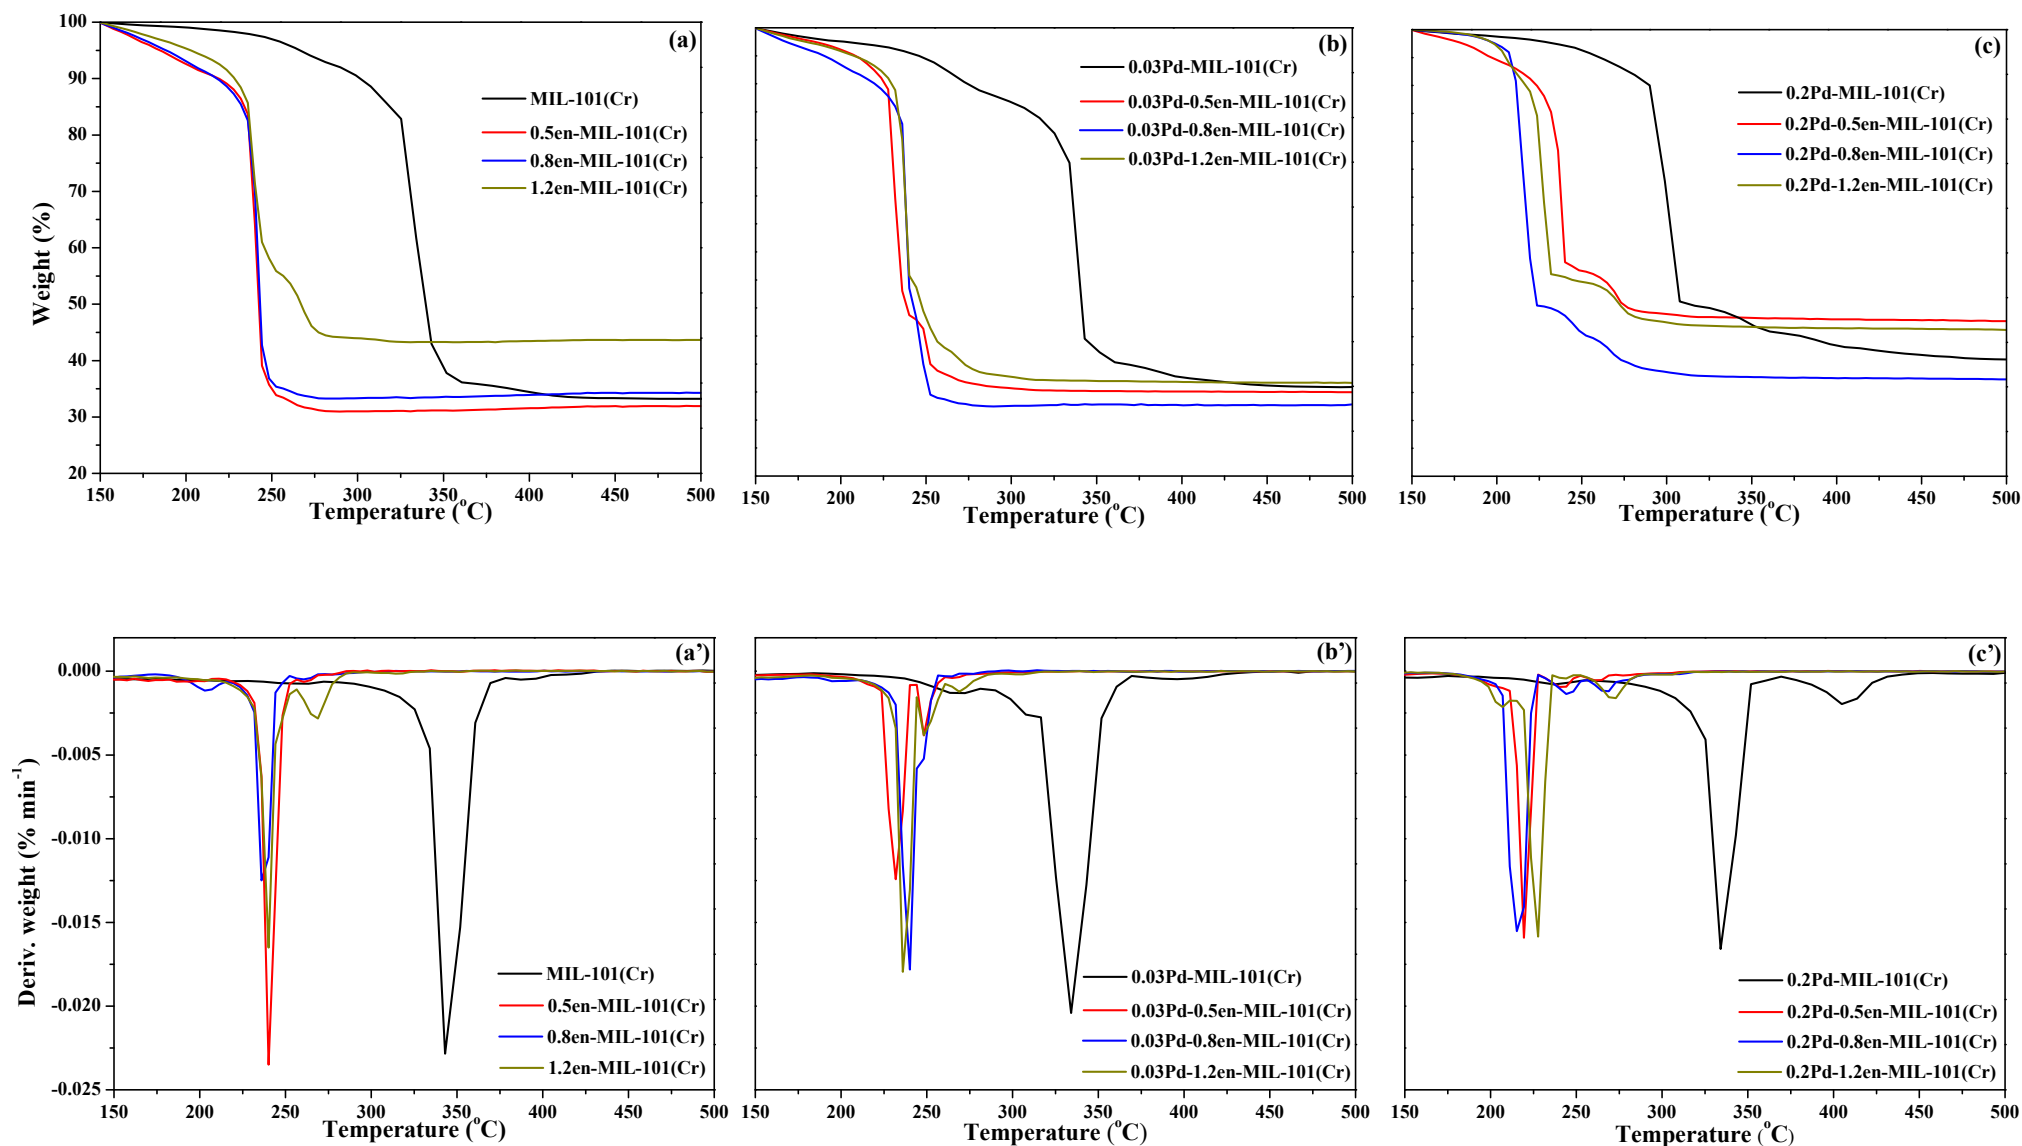 (a)
MIL-101(Cr)
0.5en-MIL-101(Cr)
0.8en-MIL-101(Cr)
1.2en-MIL-101(Cr)
Weight (%)
100
90
80
70
60
50
40
30
20
150 200 250 300 350 400 450 500
Temperature (°C)
(b)
0.03Pd-MIL-101(Cr)
0.03Pd-0.5en-MIL-101(Cr)
0.03Pd-0.8en-MIL-101(Cr)
0.03Pd-1.2en-MIL-101(Cr)
150 200 250 300 350 400 450 500
Temperature (°C)
(c)
0.2Pd-MIL-101(Cr)
0.2Pd-0.5en-MIL-101(Cr)
0.2Pd-0.8en-MIL-101(Cr)
0.2Pd-1.2en-MIL-101(Cr)
150 200 250 300 350 400 450 500
Temperature (°C)
(a’)
Deriv. weight (% min⁻¹)
0.000
-0.005
-0.010
-0.015
-0.020
-0.025
MIL-101(Cr)
0.5en-MIL-101(Cr)
0.8en-MIL-101(Cr)
1.2en-MIL-101(Cr)
150 200 250 300 350 400 450 500
Temperature (°C)
(b’)
0.03Pd-MIL-101(Cr)
0.03Pd-0.5en-MIL-101(Cr)
0.03Pd-0.8en-MIL-101(Cr)
0.03Pd-1.2en-MIL-101(Cr)
150 200 250 300 350 400 450 500
Temperature (°C)
(c’)
0.2Pd-MIL-101(Cr)
0.2Pd-0.5en-MIL-101(Cr)
0.2Pd-0.8en-MIL-101(Cr)
0.2Pd-1.2en-MIL-101(Cr)
150 200 250 300 350 400 450 500
Temperature (°C)